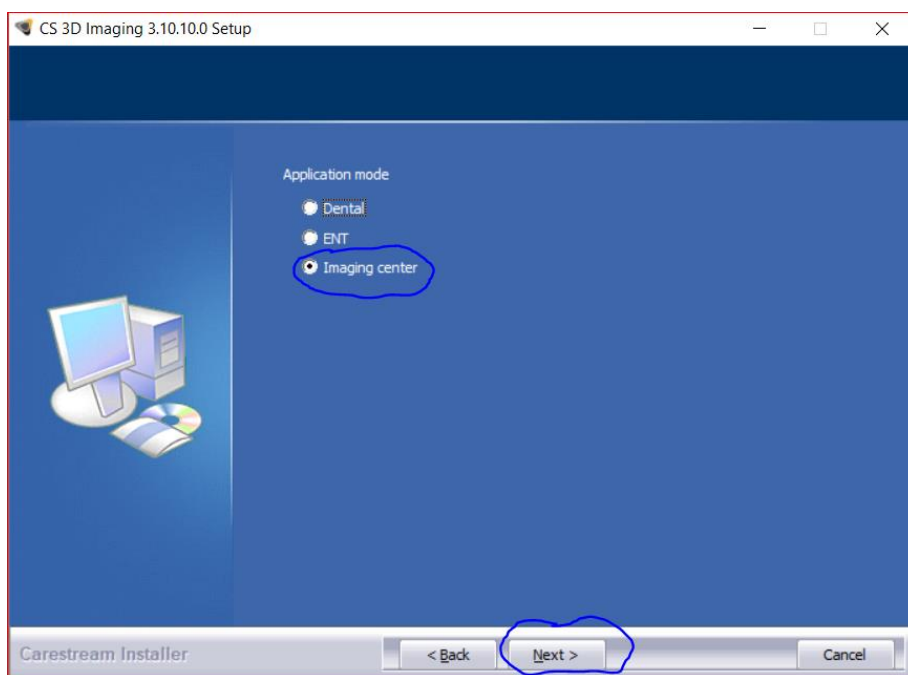 CS 3D Imaging 3.10.10.0 Setup
Application mode
Dental
ENT
Imaging center
Carestream Installer
< Back
Next >
Cancel